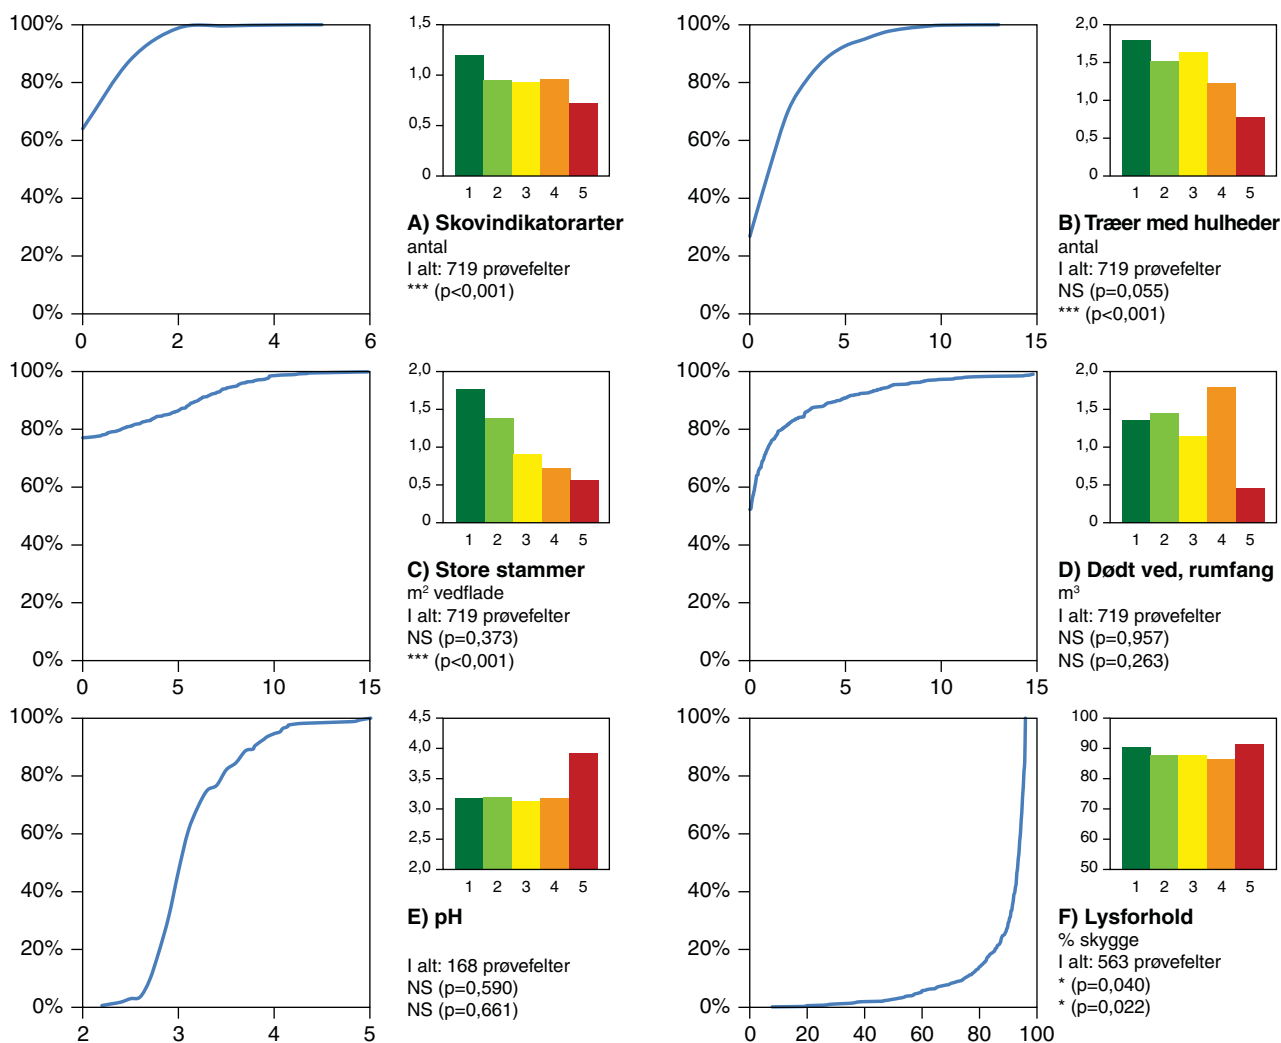 100%
80%
60%
40%
20%
0%
0
2
4
6
1,5
1,0
0,5
0
1 2 3 4 5
A) Skovindikatorarter
antal
I alt: 719 prøvefelter
*** (p<0,001)
100%
80%
60%
40%
20%
0%
0
5
10
15
2,0
1,5
1,0
0,5
0
1 2 3 4 5
B) Træer med hulheder
antal
I alt: 719 prøvefelter
NS (p=0,055)
*** (p<0,001)
100%
80%
60%
40%
20%
0%
0
5
10
15
2,0
1,5
1,0
0,5
0
1 2 3 4 5
C) Store stammer
m² vedflade
I alt: 719 prøvefelter
NS (p=0,373)
*** (p<0,001)
100%
80%
60%
40%
20%
0%
0
5
10
15
2,0
1,5
1,0
0,5
0
1 2 3 4 5
D) Dødt ved, rumfang
m³
I alt: 719 prøvefelter
NS (p=0,957)
NS (p=0,263)
100%
80%
60%
40%
20%
0%
2
3
4
5
4,5
4,0
3,5
3,0
2,5
2,0
1 2 3 4 5
E) pH
I alt: 168 prøvefelter
NS (p=0,590)
NS (p=0,661)
100%
80%
60%
40%
20%
0%
0
20
40
60
80
100
100
90
80
70
60
50
1 2 3 4 5
F) Lysforhold
% skygge
I alt: 563 prøvefelter
* (p=0,040)
* (p=0,022)